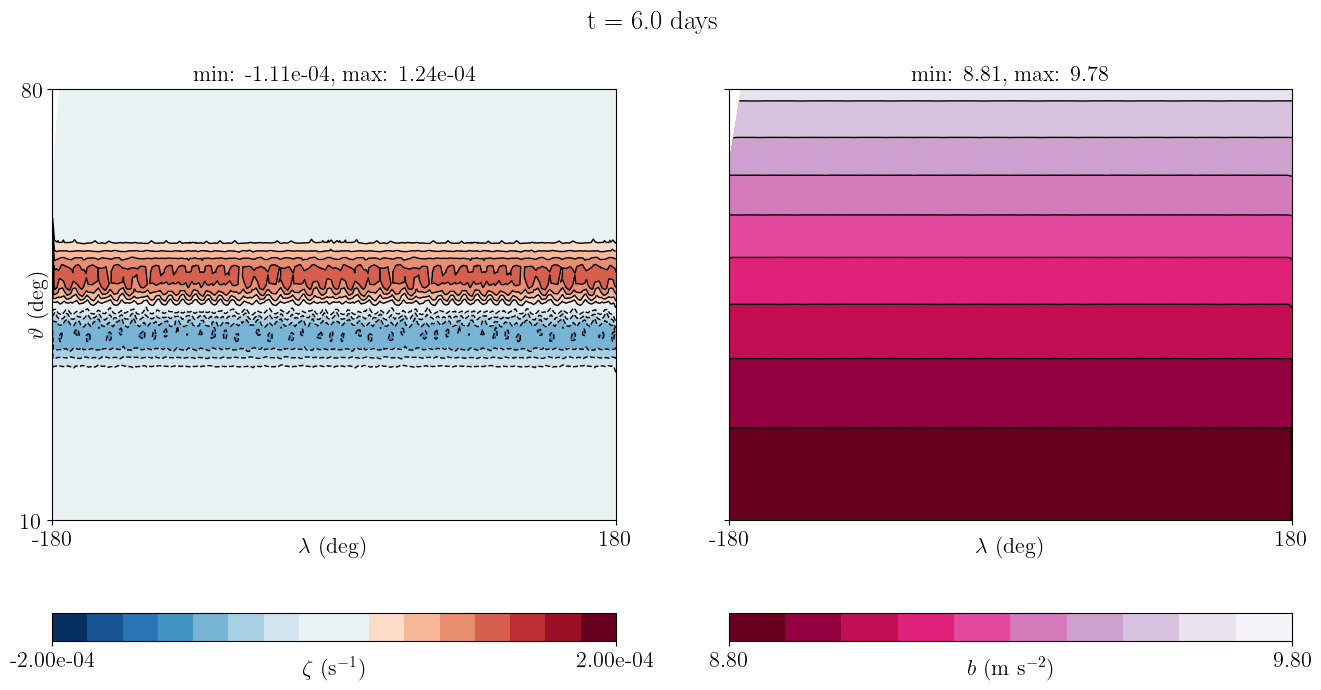 t = 6.0 days
min: -1.11e-04, max: 1.24e-04
min: 8.81, max: 9.78
80
ϑ (deg)
10
-180
λ (deg)
180
-180
λ (deg)
180
-2.00e-04
ζ (s⁻¹)
2.00e-04
8.80
b (m s⁻²)
9.80